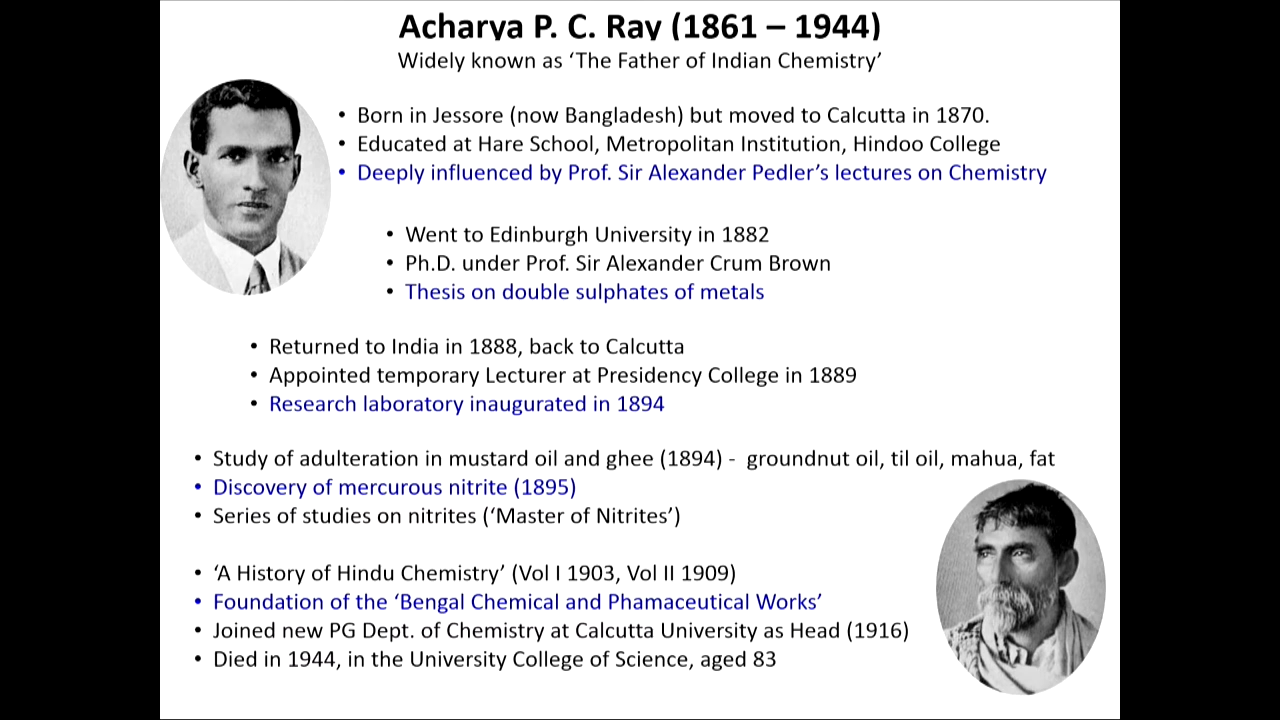 Acharya P. C. Ray (1861 – 1944)
Widely known as ‘The Father of Indian Chemistry’
• Born in Jessore (now Bangladesh) but moved to Calcutta in 1870.
• Educated at Hare School, Metropolitan Institution, Hindoo College
• Deeply influenced by Prof. Sir Alexander Pedler’s lectures on Chemistry
• Went to Edinburgh University in 1882
• Ph.D. under Prof. Sir Alexander Crum Brown
• Thesis on double sulphates of metals
• Returned to India in 1888, back to Calcutta
• Appointed temporary Lecturer at Presidency College in 1889
• Research laboratory inaugurated in 1894
• Study of adulteration in mustard oil and ghee (1894) - groundnut oil, til oil, mahua, fat
• Discovery of mercurous nitrite (1895)
• Series of studies on nitrites (‘Master of Nitrites’)
• ‘A History of Hindu Chemistry’ (Vol I 1903, Vol II 1909)
• Foundation of the ‘Bengal Chemical and Phamaceutical Works’
• Joined new PG Dept. of Chemistry at Calcutta University as Head (1916)
• Died in 1944, in the University College of Science, aged 83